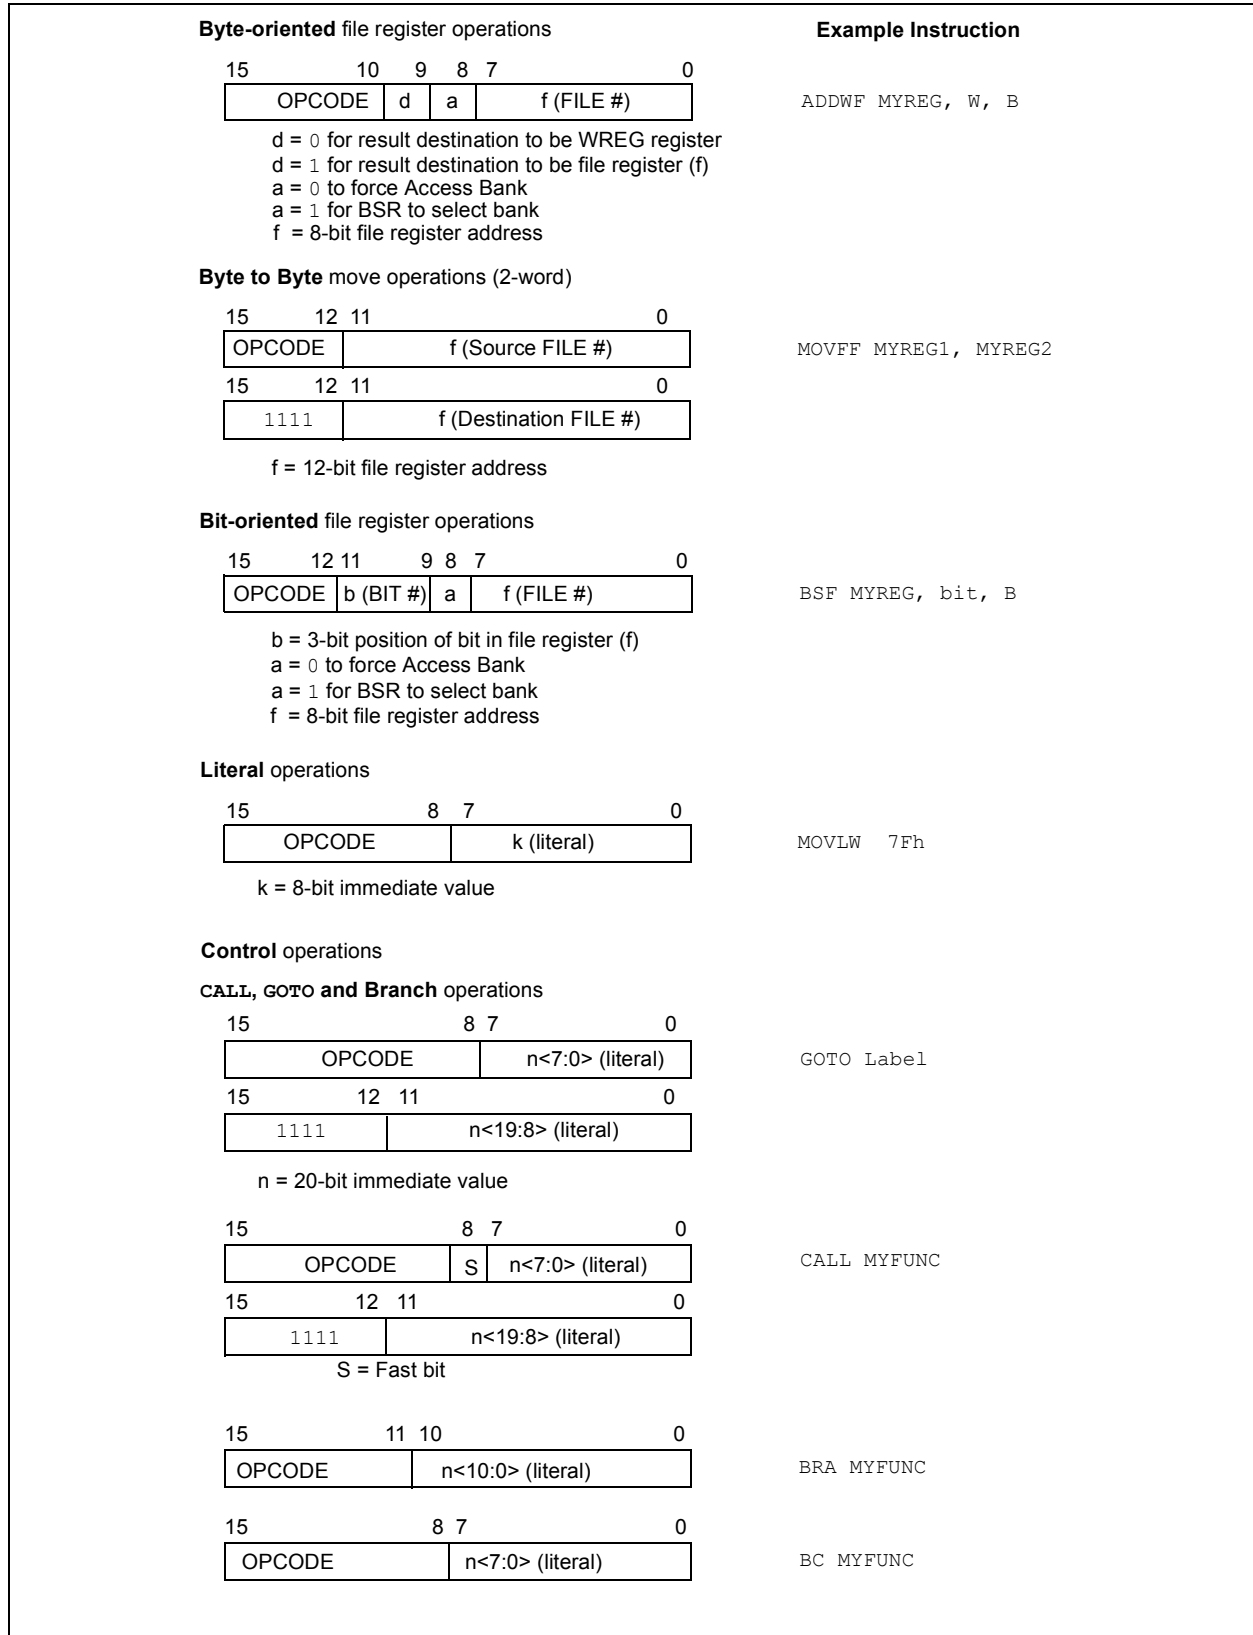 Byte-oriented file register operations Example Instruction
15 10 9 8 7 0
OPCODE d a f (FILE #) ADDWF MYREG, W, B
d = 0 for result destination to be WREG register
d = 1 for result destination to be file register (f)
a = 0 to force Access Bank
a = 1 for BSR to select bank
f = 8-bit file register address
Byte to Byte move operations (2-word)
15 12 11 0
OPCODE f (Source FILE #) MOVFF MYREG1, MYREG2
15 12 11 0
1111 f (Destination FILE #)
f = 12-bit file register address
Bit-oriented file register operations
15 12 11 9 8 7 0
OPCODE b (BIT #) a f (FILE #) BSF MYREG, bit, B
b = 3-bit position of bit in file register (f)
a = 0 to force Access Bank
a = 1 for BSR to select bank
f = 8-bit file register address
Literal operations
15 8 7 0
OPCODE k (literal) MOVLW 7Fh
k = 8-bit immediate value
Control operations
CALL, GOTO and Branch operations
15 8 7 0
OPCODE n<7:0> (literal) GOTO Label
15 12 11 0
1111 n<19:8> (literal)
n = 20-bit immediate value
15 8 7 0
OPCODE S n<7:0> (literal) CALL MYFUNC
15 12 11 0
1111 n<19:8> (literal)
S = Fast bit
15 11 10 0
OPCODE n<10:0> (literal) BRA MYFUNC
15 8 7 0
OPCODE n<7:0> (literal) BC MYFUNC